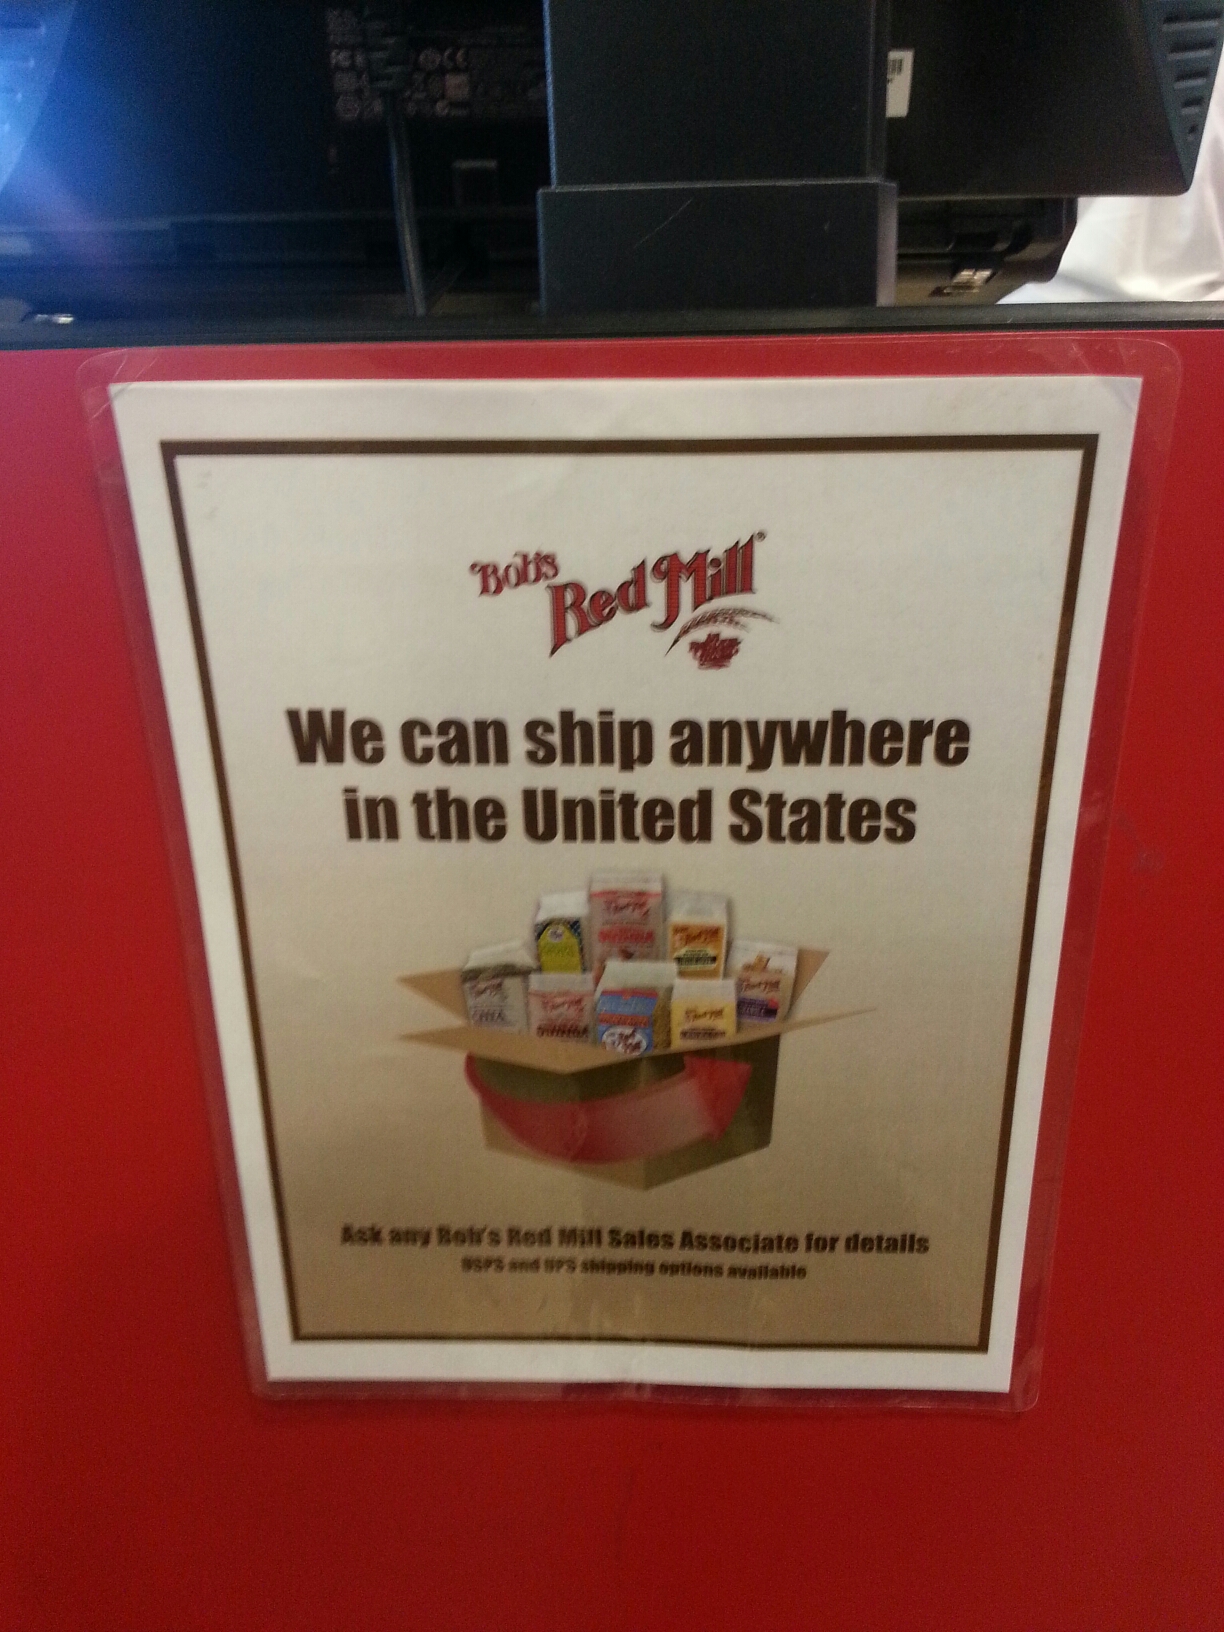 Bob's
Red Mill®
We can ship anywhere
in the United States
Ask any Bob's Red Mill Sales Associate for details
USPS and UPS shipping options available